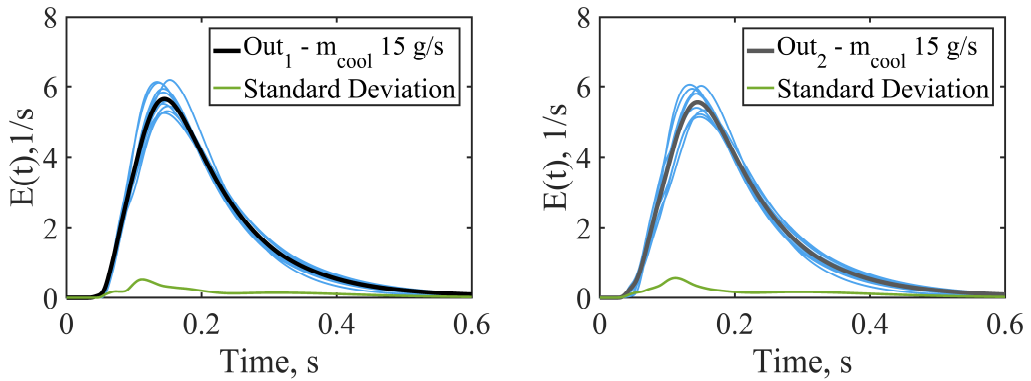 8
6
4
2
0
E(t), 1/s
Out1 - mcool 15 g/s
Standard Deviation
0
0.2
0.4
0.6
Time, s
8
6
4
2
0
E(t), 1/s
Out2 - mcool 15 g/s
Standard Deviation
0
0.2
0.4
0.6
Time, s